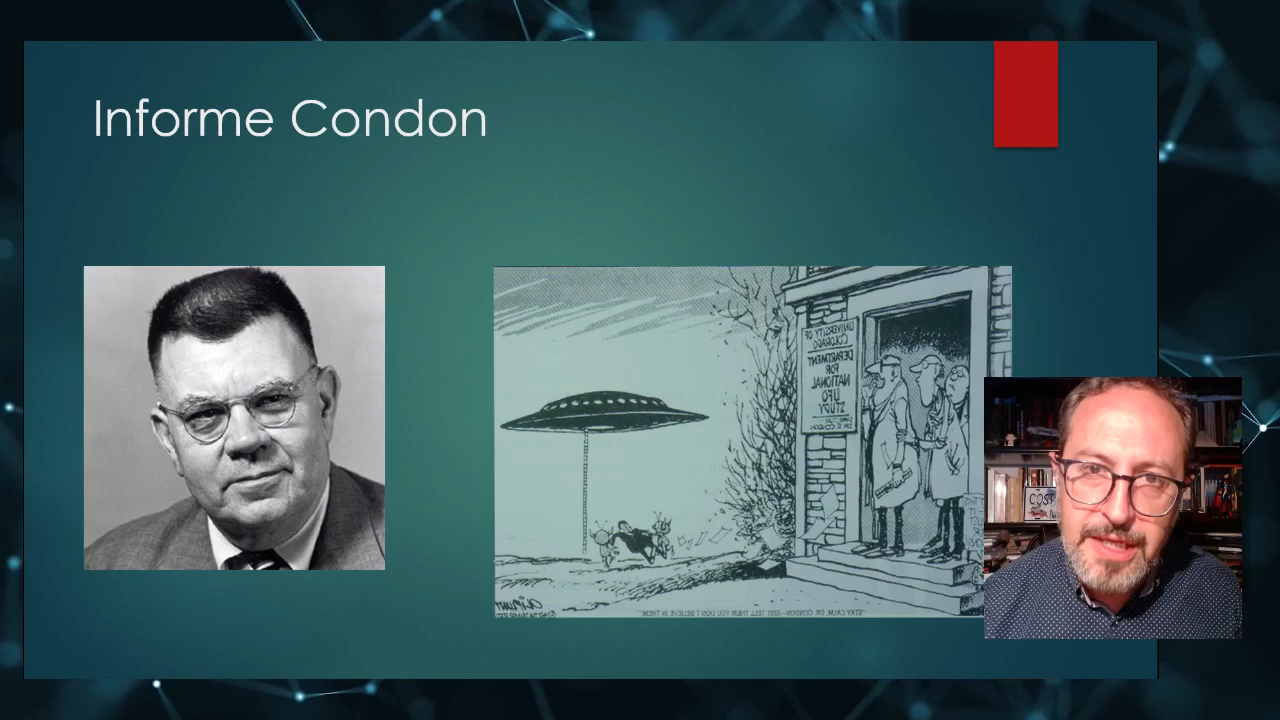 Informe Condon
UNIVERSITY OF
COLORADO
DEPARTMENT
FOR
NATIONAL
UFO
STUDY
"STAY CALM, DR. CONDON—JUST TELL THEM YOU DON'T BELIEVE IN THEM."